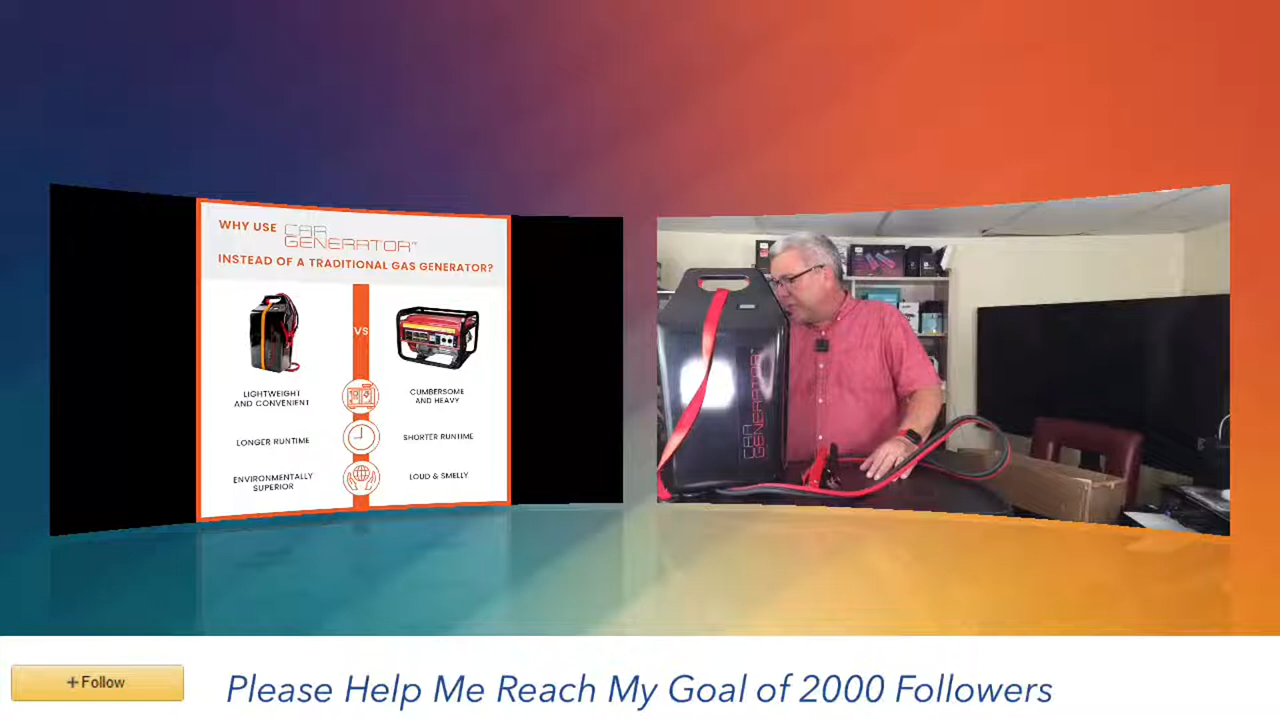 WHY USE CAR GENERATOR™
INSTEAD OF A TRADITIONAL GAS GENERATOR?
VS
LIGHTWEIGHT
AND CONVENIENT
CUMBERSOME
AND HEAVY
LONGER RUNTIME
SHORTER RUNTIME
ENVIRONMENTALLY
SUPERIOR
LOUD & SMELLY
CAR
GENERATOR™
+Follow
Please Help Me Reach My Goal of 2000 Followers